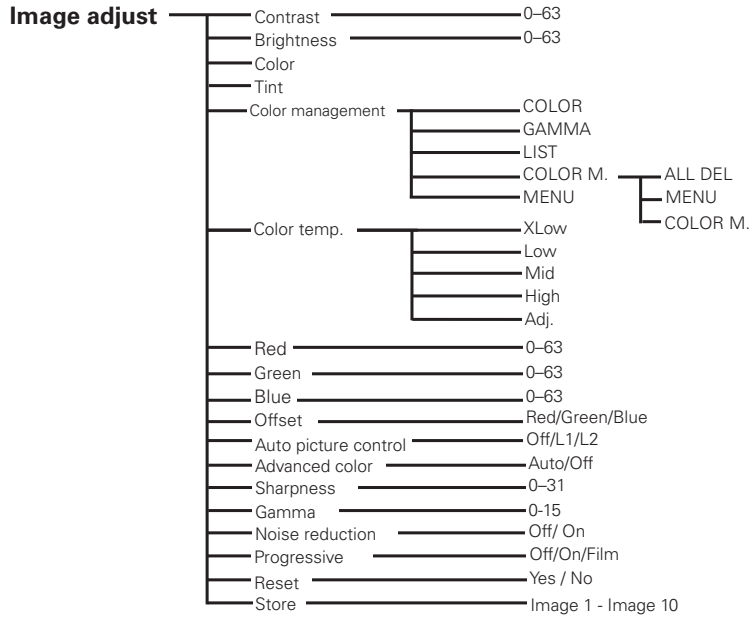 Image adjust
Contrast 0–63
Brightness 0–63
Color
Tint
Color management COLOR
GAMMA
LIST
COLOR M. ALL DEL
MENU MENU
COLOR M.
Color temp. XLow
Low
Mid
High
Adj.
Red 0–63
Green 0–63
Blue 0–63
Offset Red/Green/Blue
Auto picture control Off/L1/L2
Advanced color Auto/Off
Sharpness 0–31
Gamma 0-15
Noise reduction Off/ On
Progressive Off/On/Film
Reset Yes / No
Store Image 1 - Image 10